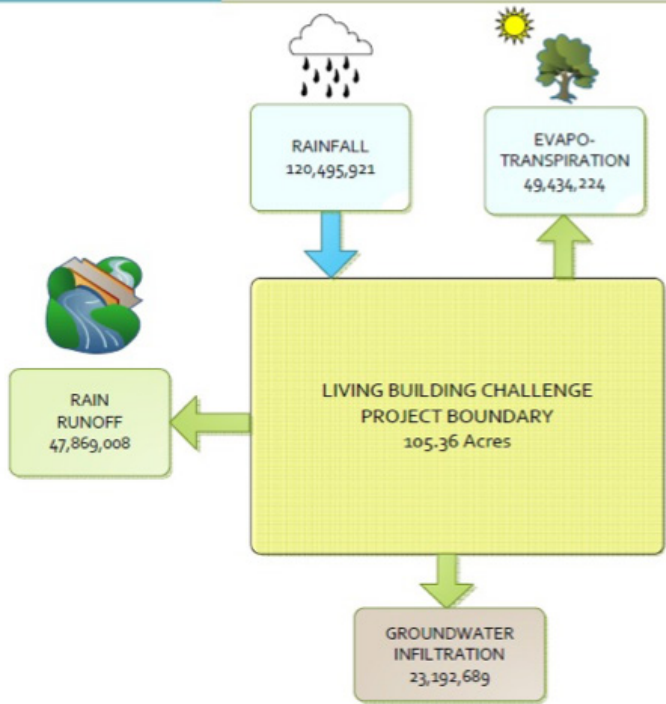 RAINFALL
120,495,921
EVAPO-
TRANSPIRATION
49,434,224
RAIN
RUNOFF
47,869,008
LIVING BUILDING CHALLENGE
PROJECT BOUNDARY
105.36 Acres
GROUNDWATER
INFILTRATION
23,192,689